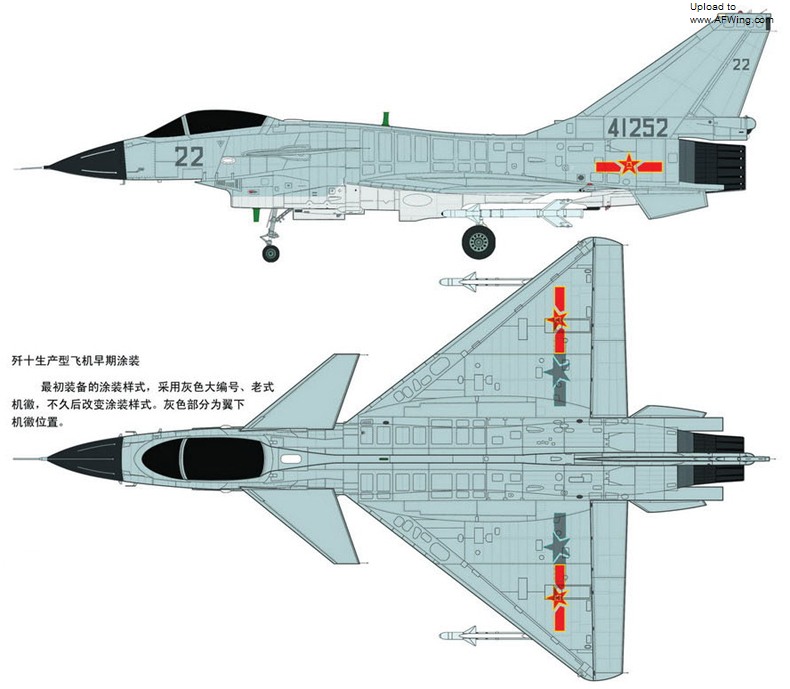 Upload to
www.AFWing.com
22
41252
22
歼十生产型飞机早期涂装
最初装备的涂装样式，采用灰色大编号、老式
机徽，不久后改变涂装样式。灰色部分为翼下
机徽位置。